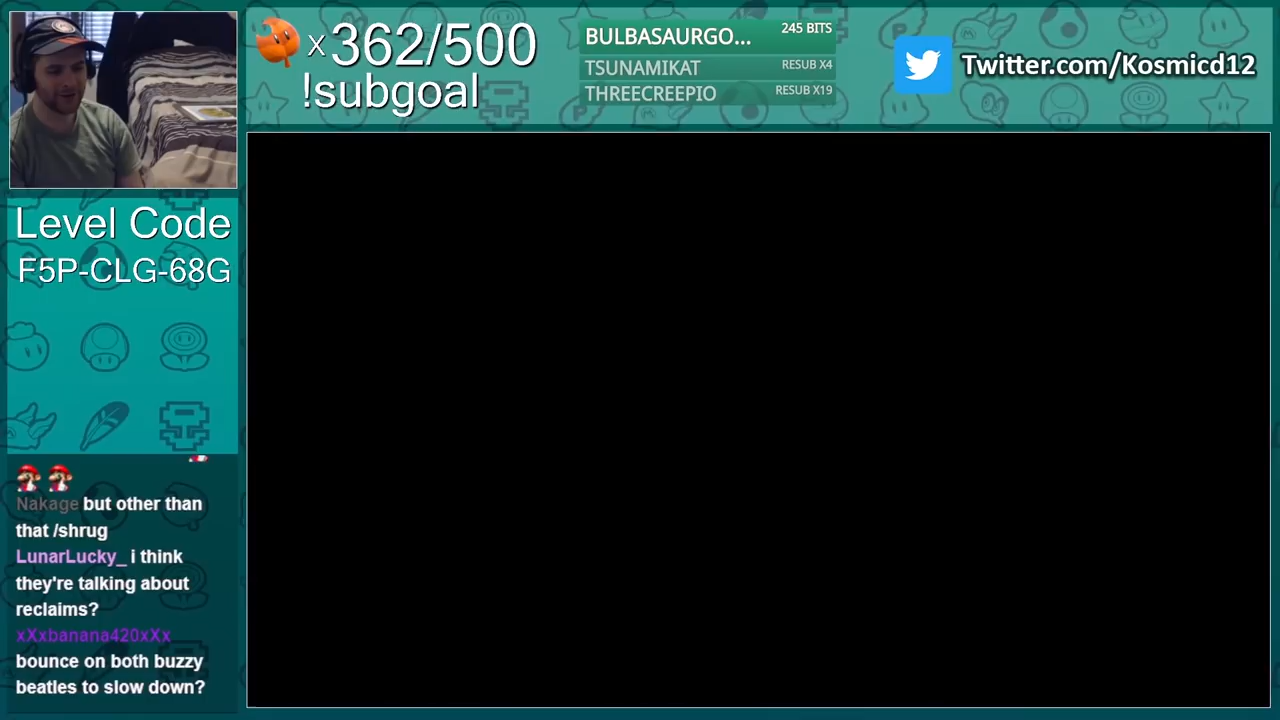 x362/500
!subgoal
BULBASAURGO... 245 BITS
TSUNAMIKAT RESUB X4
THREECREEPIO RESUB X19
Twitter.com/Kosmicd12
Level Code
F5P-CLG-68G
Nakage but other than
that /shrug
LunarLucky_ i think
they're talking about
reclaims?
xXxbanana420xXx
bounce on both buzzy
beatles to slow down?